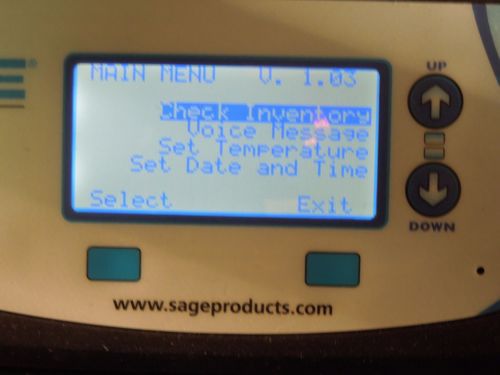 MAIN MENU V. 1.03
Check Inventory
Voice Message
Set Temperature
Set Date and Time
Select Exit
UP
DOWN
www.sageproducts.com